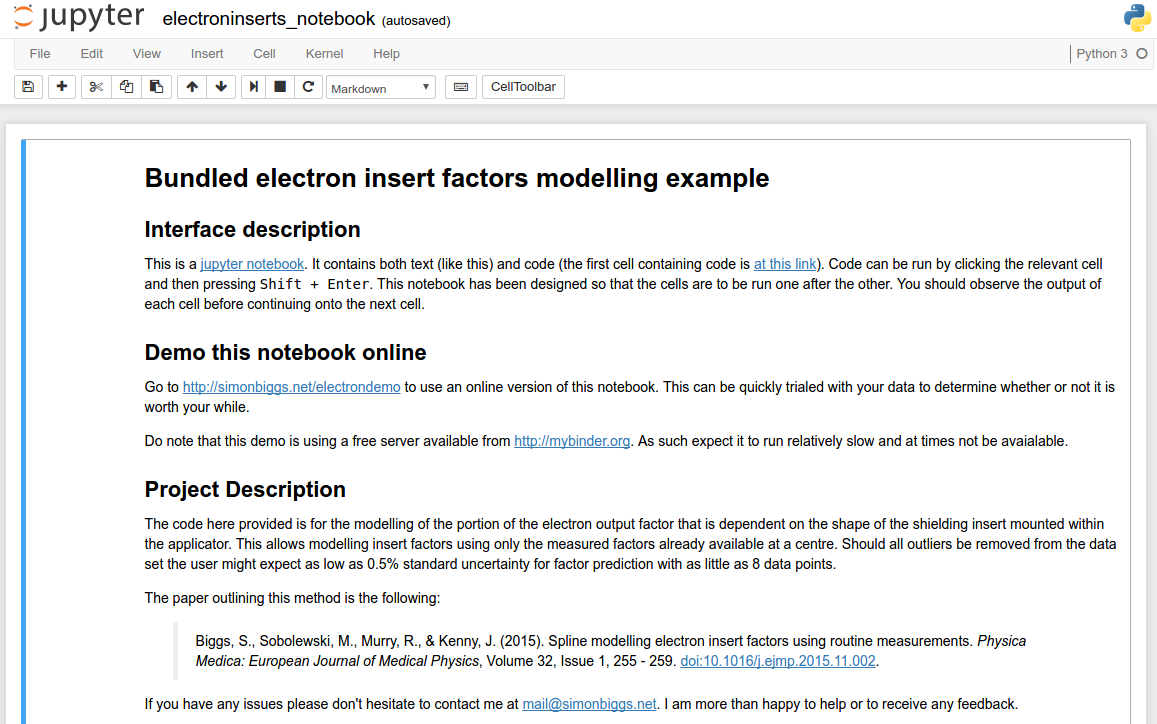 jupyter electroninserts_notebook (autosaved)
File Edit View Insert Cell Kernel Help Python 3
Markdown CellToolbar
Bundled electron insert factors modelling example
Interface description
This is a jupyter notebook. It contains both text (like this) and code (the first cell containing code is at this link). Code can be run by clicking the relevant cell
and then pressing Shift + Enter. This notebook has been designed so that the cells are to be run one after the other. You should observe the output of
each cell before continuing onto the next cell.
Demo this notebook online
Go to http://simonbiggs.net/electrondemo to use an online version of this notebook. This can be quickly trialed with your data to determine whether or not it is
worth your while.
Do note that this demo is using a free server available from http://mybinder.org. As such expect it to run relatively slow and at times not be avaialable.
Project Description
The code here provided is for the modelling of the portion of the electron output factor that is dependent on the shape of the shielding insert mounted within
the applicator. This allows modelling insert factors using only the measured factors already available at a centre. Should all outliers be removed from the data
set the user might expect as low as 0.5% standard uncertainty for factor prediction with as little as 8 data points.
The paper outlining this method is the following:
Biggs, S., Sobolewski, M., Murry, R., & Kenny, J. (2015). Spline modelling electron insert factors using routine measurements. Physica
Medica: European Journal of Medical Physics, Volume 32, Issue 1, 255 - 259. doi:10.1016/j.ejmp.2015.11.002.
If you have any issues please don't hesitate to contact me at mail@simonbiggs.net. I am more than happy to help or to receive any feedback.